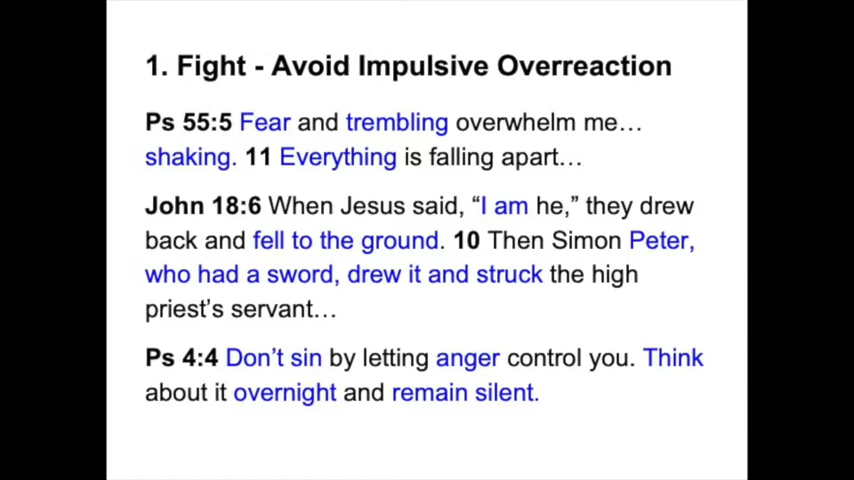 1. Fight - Avoid Impulsive Overreaction
Ps 55:5 Fear and trembling overwhelm me…
shaking. 11 Everything is falling apart…
John 18:6 When Jesus said, “I am he,” they drew
back and fell to the ground. 10 Then Simon Peter,
who had a sword, drew it and struck the high
priest’s servant…
Ps 4:4 Don’t sin by letting anger control you. Think
about it overnight and remain silent.